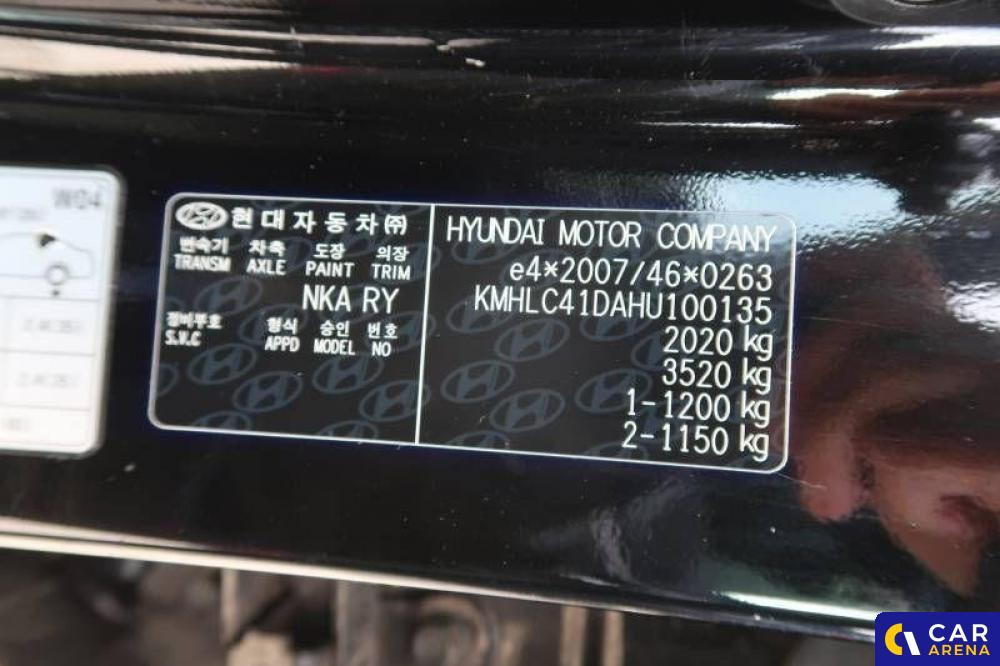 W04
현대자동차㈜
변속기 차축 도장 의장
TRANSM AXLE PAINT TRIM
NKA RY
정비부호 형식 승인 번호
S.V.C APPD MODEL NO
HYUNDAI MOTOR COMPANY
e4*2007/46*0263
KMHLC41DAHU100135
2020 kg
3520 kg
1-1200 kg
2-1150 kg
CAR
ARENA